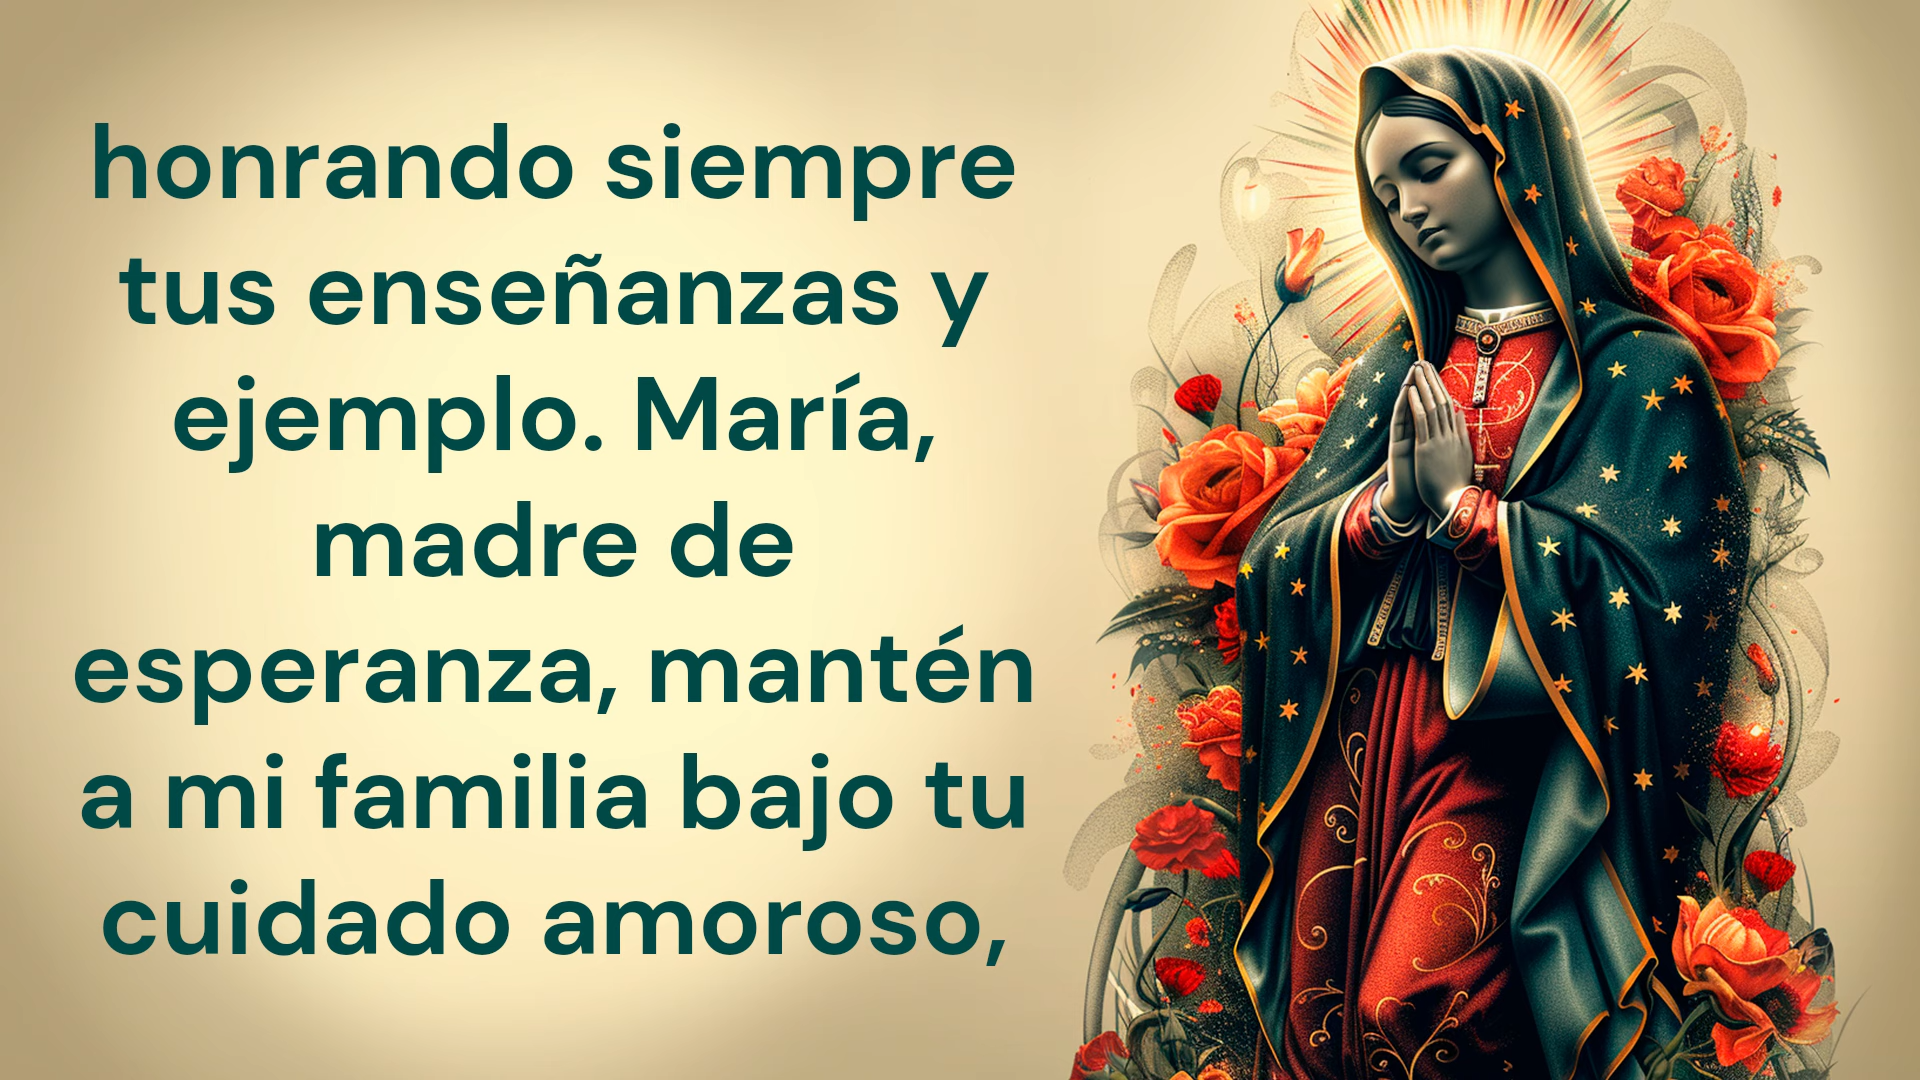 honrando siempre
tus enseñanzas y
ejemplo. María,
madre de
esperanza, mantén
a mi familia bajo tu
cuidado amoroso,